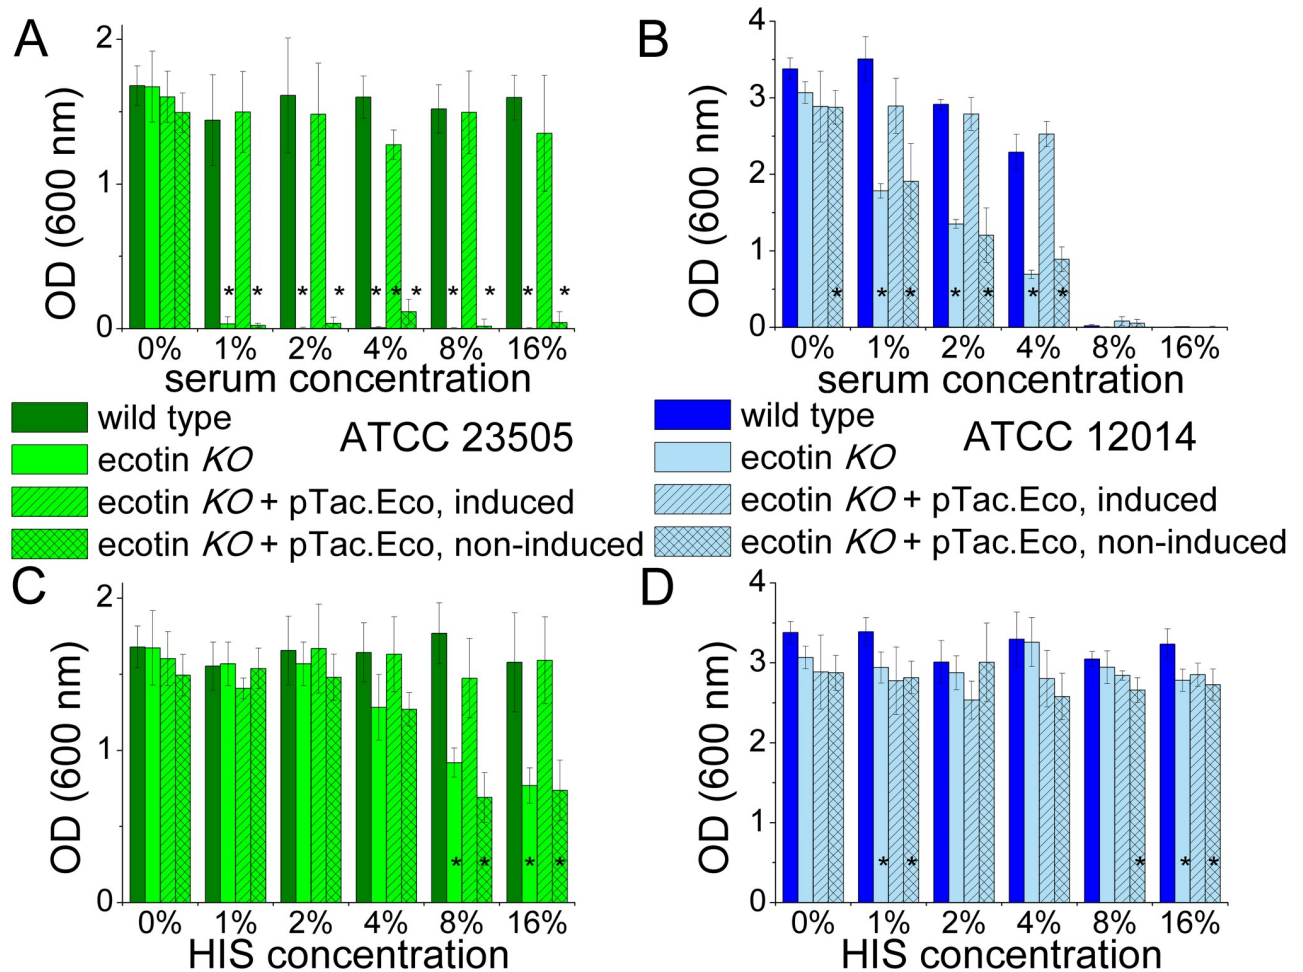 A
OD (600 nm)
2
1
0
* * * * * * * * * * *
0% 1% 2% 4% 8% 16%
serum concentration
B
OD (600 nm)
4
3
2
1
0
* * * * * * *
0% 1% 2% 4% 8% 16%
serum concentration
wild type
ecotin KO
ecotin KO + pTac.Eco, induced
ecotin KO + pTac.Eco, non-induced
ATCC 23505
wild type
ecotin KO
ecotin KO + pTac.Eco, induced
ecotin KO + pTac.Eco, non-induced
ATCC 12014
C
OD (600 nm)
2
1
0
* * * *
0% 1% 2% 4% 8% 16%
HIS concentration
D
OD (600 nm)
4
3
2
1
0
* * * * *
0% 1% 2% 4% 8% 16%
HIS concentration